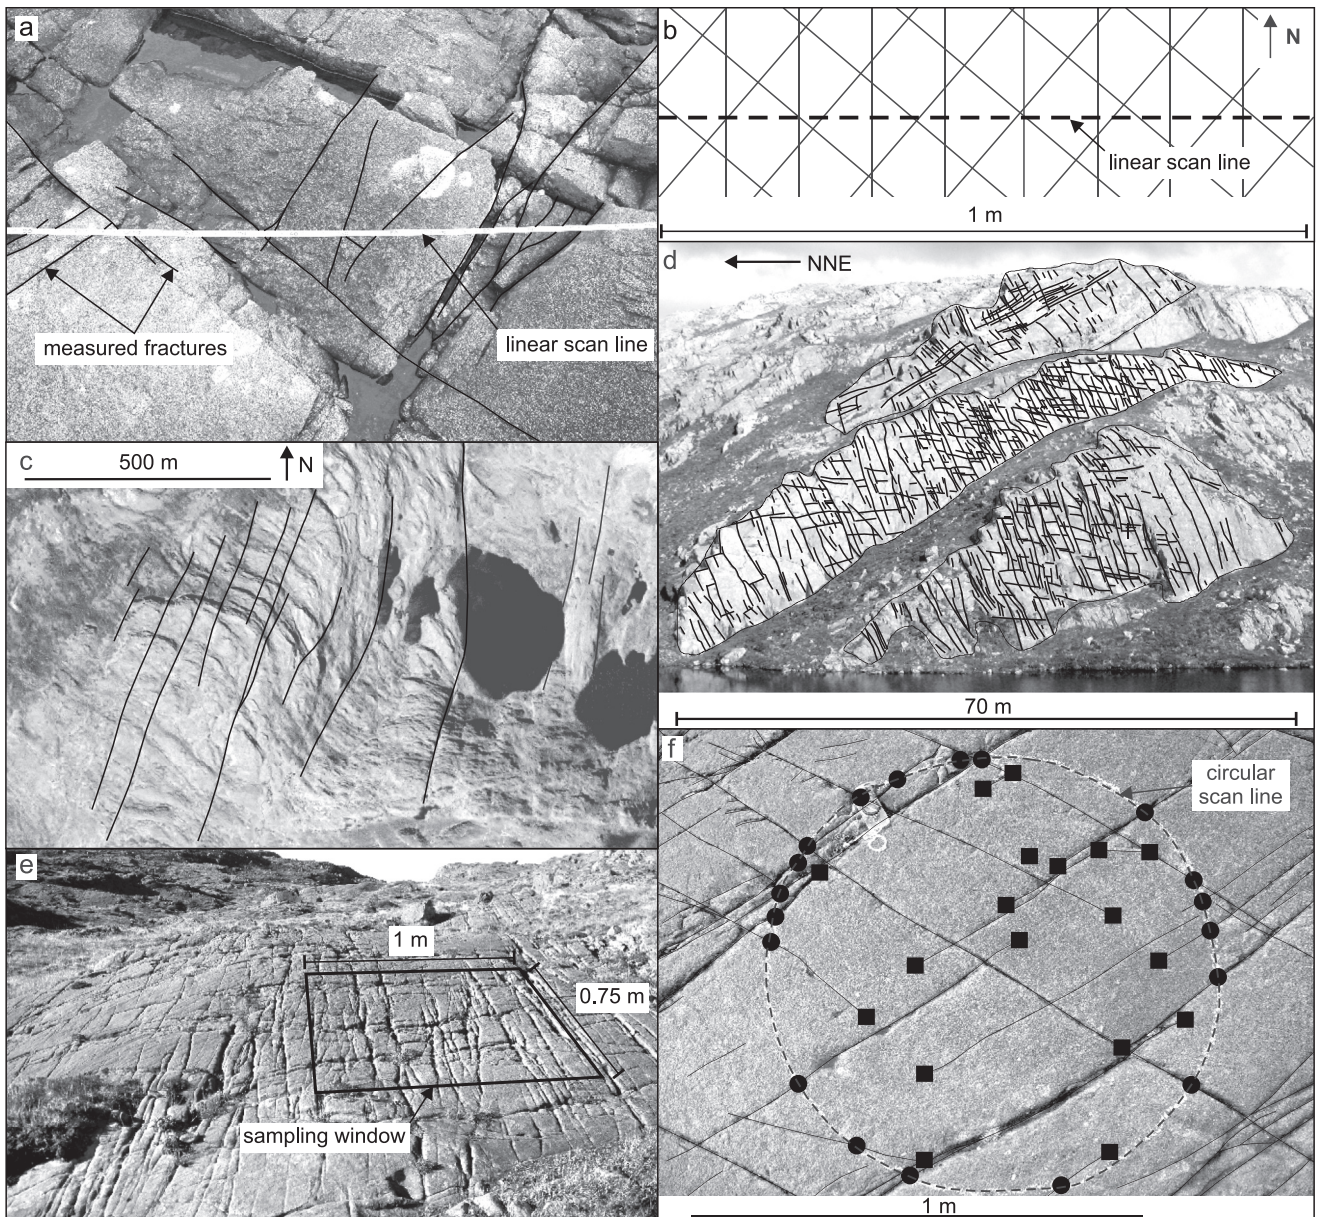 a
measured fractures
linear scan line
b
N
linear scan line
1 m
c
500 m
N
d
NNE
70 m
e
1 m
0.75 m
sampling window
f
circular
scan line
1 m